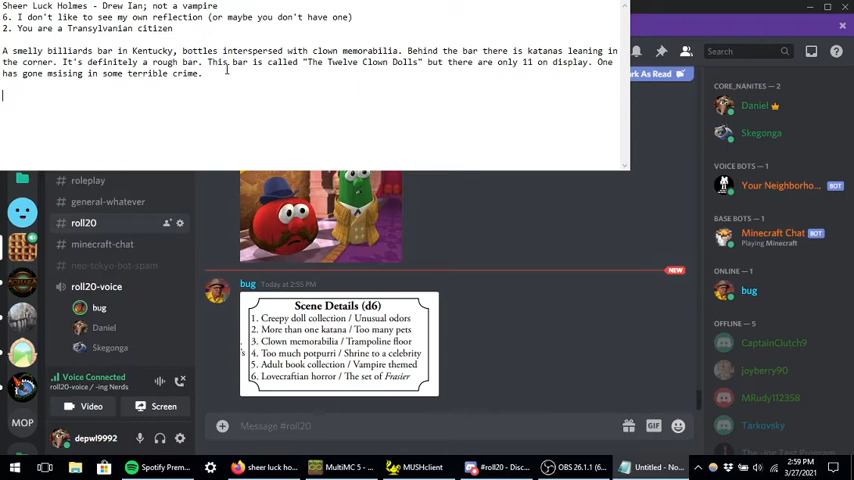 Sheer Luck Holmes - Drew Ian; not a vampire
6. I don't like to see my own reflection (or maybe you don't have one)
2. You are a Transylvanian citizen
A smelly billiards bar in Kentucky, bottles interspersed with clown memorabilia. Behind the bar there is katanas leaning in
the corner. It's definitely a rough bar. This bar is called "The Twelve Clown Dolls" but there are only 11 on display. One
has gone msising in some terrible crime.
Search
Mark As Read
CORE_NANITES — 2
Daniel
Skegonga
VOICE BOTS — 1
Your Neighborho... BOT
BASE BOTS — 1
Minecraft Chat BOT
Playing Minecraft
ONLINE — 1
bug
OFFLINE — 5
CaptainClutch9
joyberry90
MRudy112358
Tarkovsky
# roleplay
# general-whatever
# roll20
# minecraft-chat
# neo-tokyo-bot-spam
roll20-voice
bug
Daniel
Skegonga
Voice Connected
roll20-voice / -ing Nerds
Video
Screen
MOP
depwl9992
NEW
bug Today at 2:55 PM
Scene Details (d6)
1. Creepy doll collection / Unusual odors
2. More than one katana / Too many pets
3. Clown memorabilia / Trampoline floor
4. Too much potpurri / Shrine to a celebrity
5. Adult book collection / Vampire themed
6. Lovecraftian horror / The set of Frasier
Message #roll20
GIF
Spotify Prem...
sheer luck ho...
MultiMC 5 - ...
MUSHclient
#roll20 - Disc...
OBS 26.1.1 (6...
Untitled - No...
2:59 PM
3/27/2021